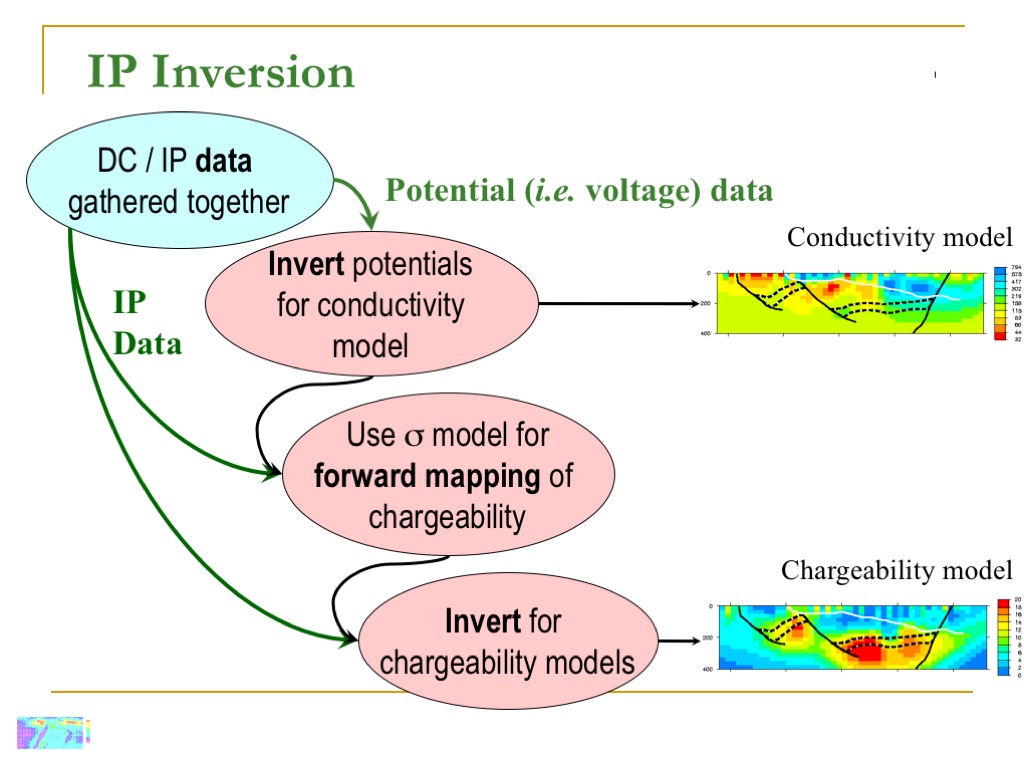 IP Inversion
DC / IP data
gathered together
Potential (i.e. voltage) data
Conductivity model
Invert potentials
for conductivity
model
IP
Data
0
200
400
794
575
417
302
219
158
115
83
60
44
32
Use σ model for
forward mapping of
chargeability
Chargeability model
Invert for
chargeability models
0
200
400
20
18
16
14
12
10
8
6
4
2
0